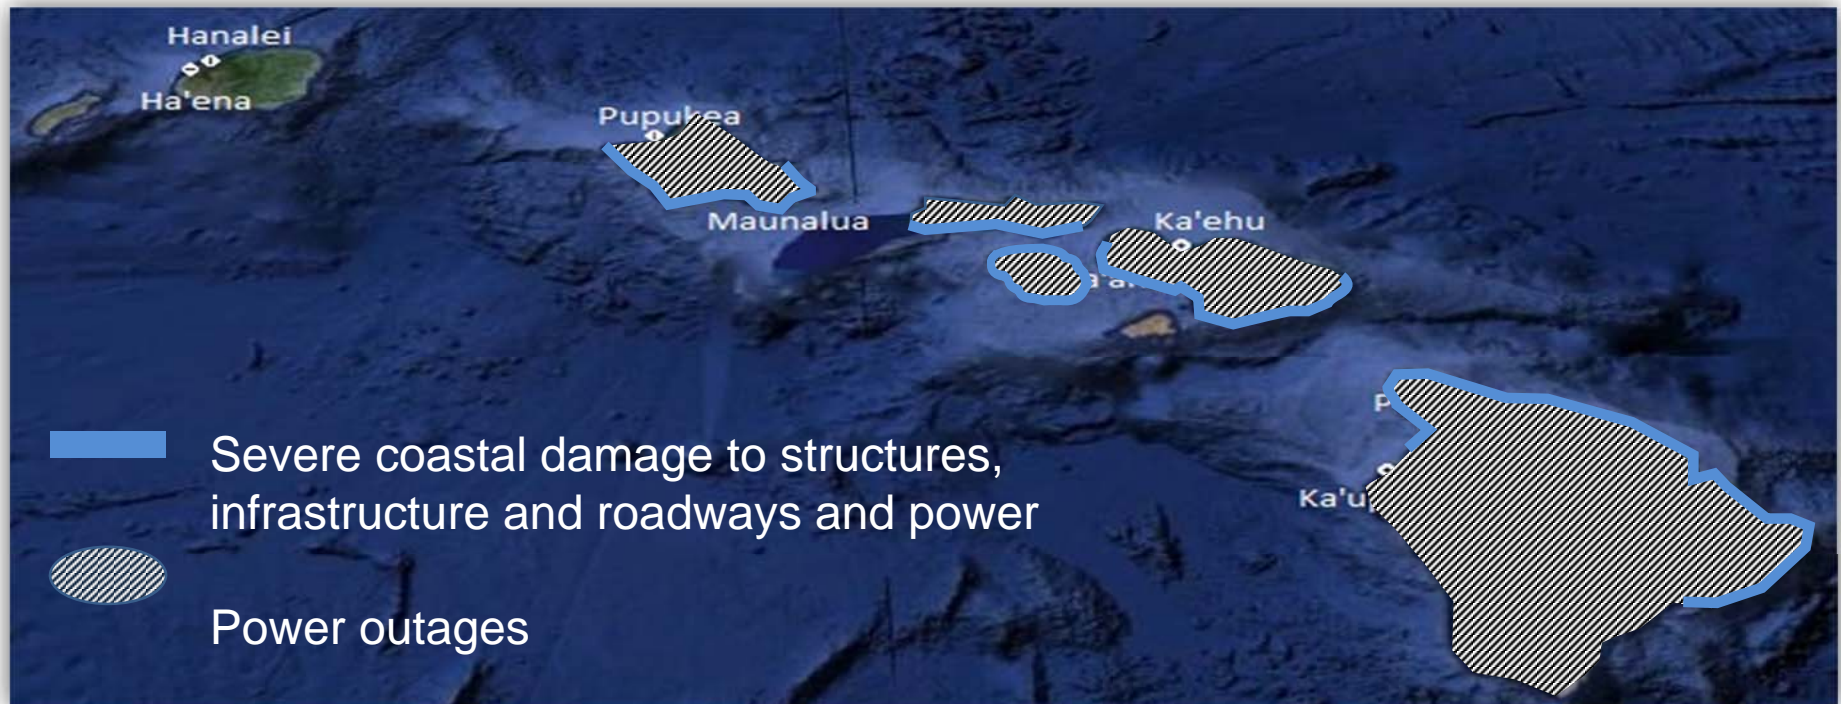 Hanalei
Ha'ena
Pupukea
Maunalua
Ka'ehu
Severe coastal damage to structures,
infrastructure and roadways and power
Power outages